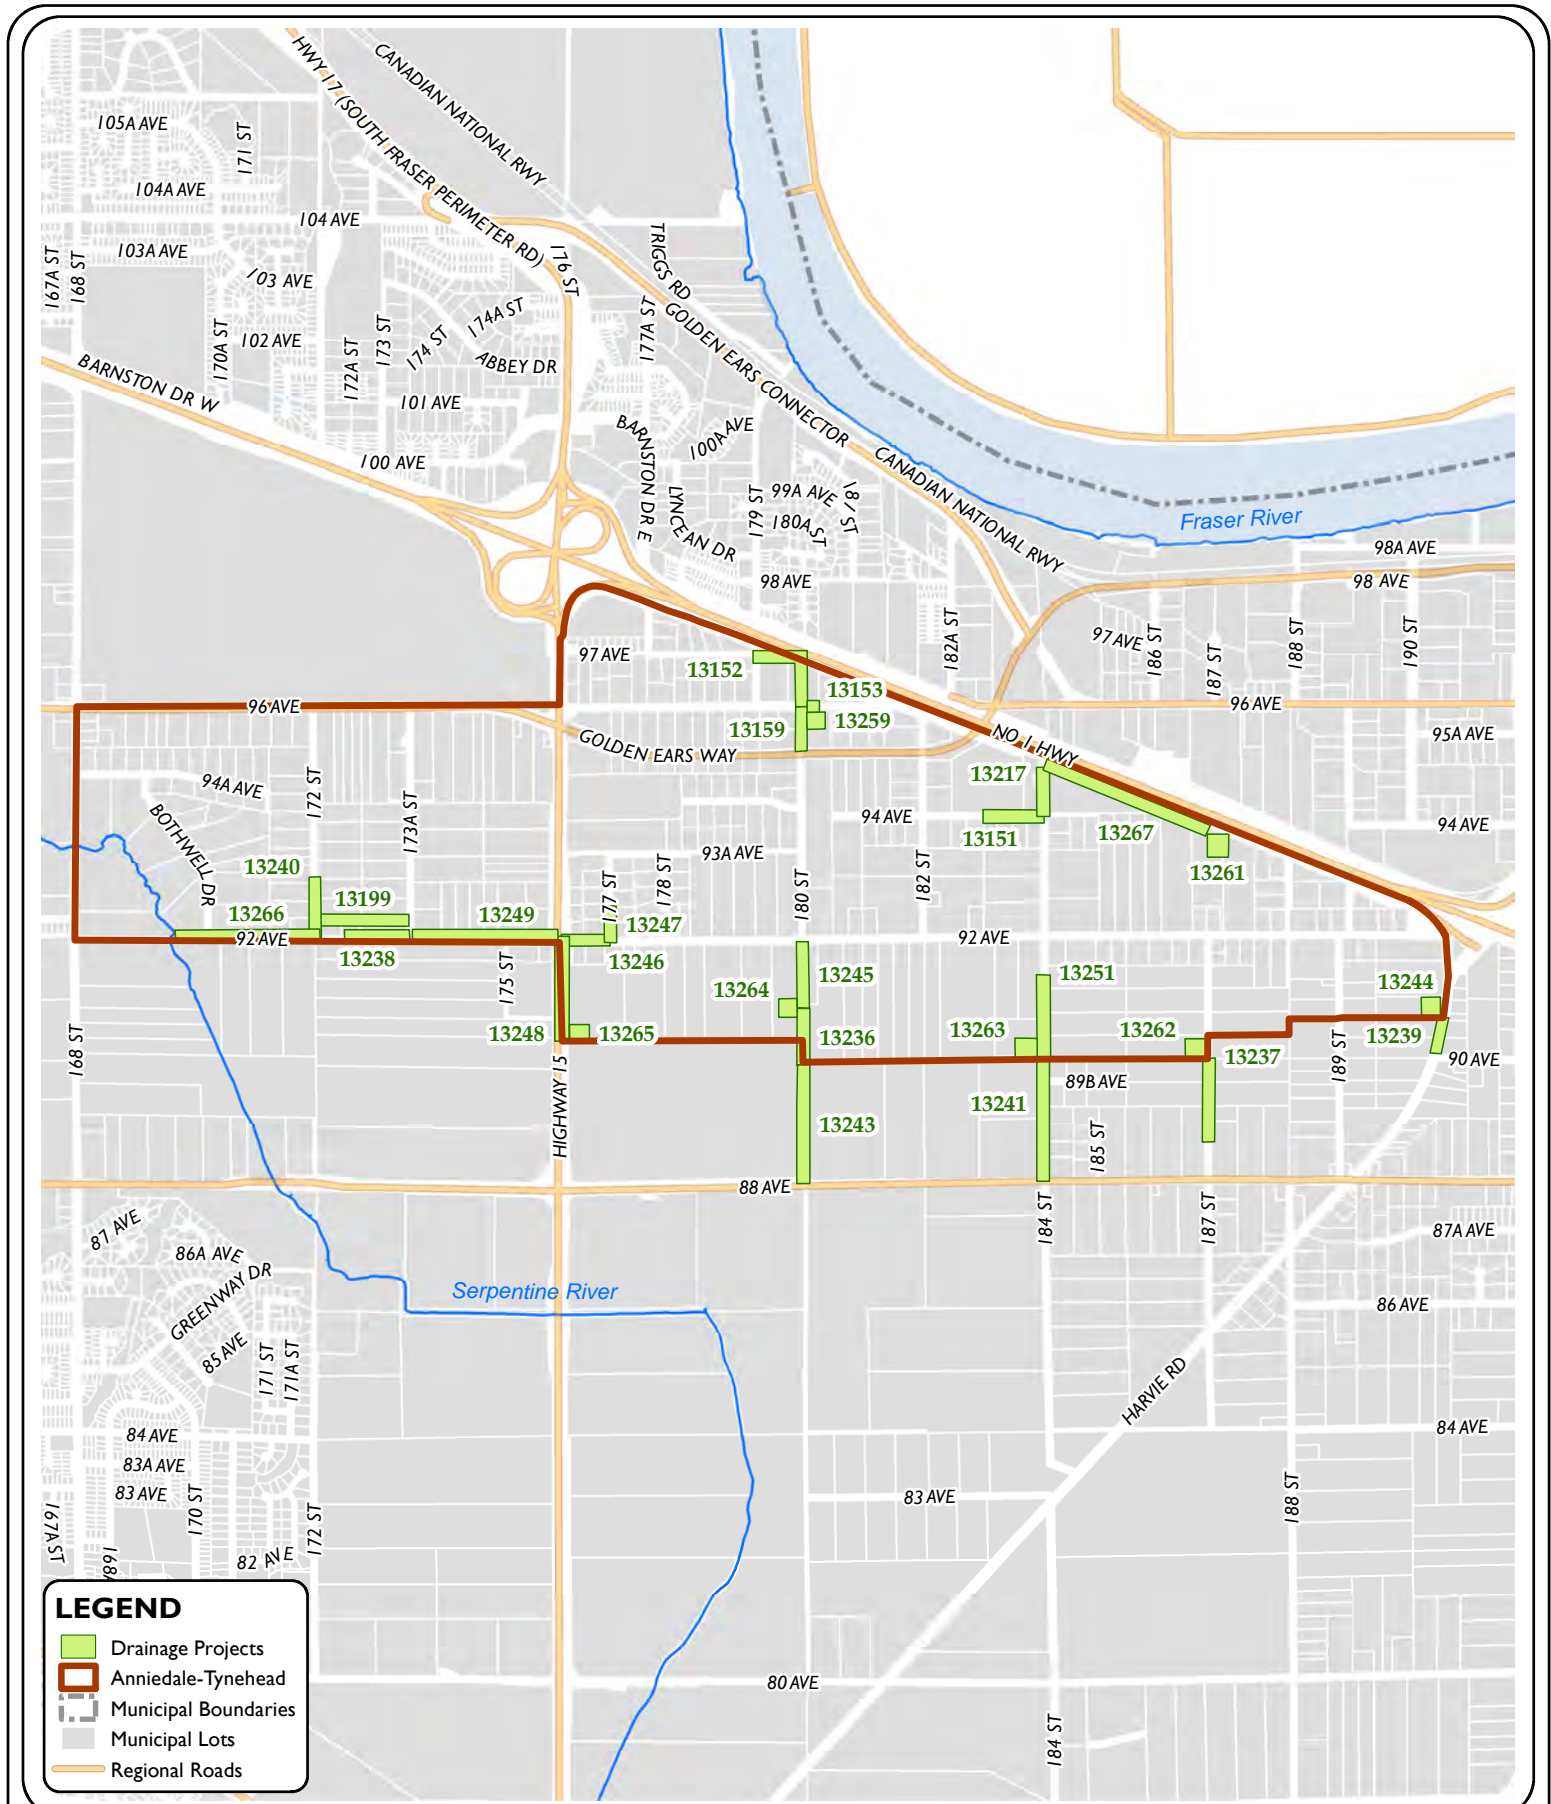 HWY 17 (SOUTH FRASER PERIMETER RD)
CANADIAN NATIONAL RWY
105A AVE
171 ST
104A AVE
104 AVE
103A AVE
103 AVE
167A ST
168 ST
176 ST
TRIGGS RD
174A ST
177A ST
GOLDEN EARS CONNECTOR
170A ST
102 AVE
172A ST
173 ST
174 ST
ABBEY DR
BARNSTON DR W
101 AVE
100 AVE
BARNSTON DR E
100A AVE
CANADIAN NATIONAL RWY
LYNCEAN DR
179 ST
99A AVE
181 ST
180A ST
Fraser River
98A AVE
98 AVE
98 AVE
182A ST
97 AVE
186 ST
187 ST
188 ST
190 ST
97 AVE
13152
13153
13159
13259
96 AVE
96 AVE
GOLDEN EARS WAY
NO 1 HWY
95A AVE
94A AVE
172 ST
173A ST
BOTHWELL DR
13217
94 AVE
13151
13267
94 AVE
13261
93A AVE
13240
13199
13266
13249
177 ST
178 ST
180 ST
182 ST
13247
92 AVE
92 AVE
13238
13246
175 ST
13264
13245
13251
13244
13248
13265
13236
13263
13262
13237
13239
168 ST
HIGHWAY 15
189 ST
90 AVE
89B AVE
13243
13241
185 ST
88 AVE
184 ST
187 ST
87 AVE
86A AVE
87A AVE
GREENWAY DR
Serpentine River
86 AVE
85 AVE
171 ST
171A ST
HARVIE RD
84 AVE
84 AVE
83A AVE
83 AVE
83 AVE
167A ST
170 ST
172 ST
188 ST
82 AVE
80 AVE
184 ST
LEGEND
Drainage Projects
Anniedale-Tynehead
Municipal Boundaries
Municipal Lots
Regional Roads